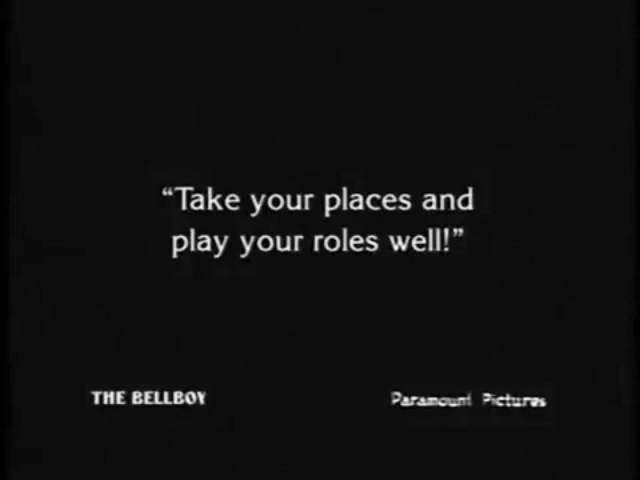 “Take your places and
play your roles well!”
THE BELLBOY
Paramount Pictures